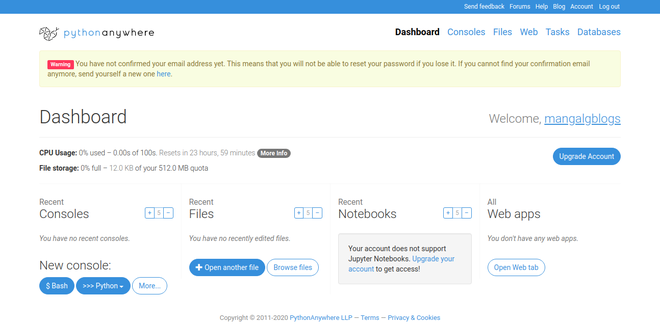 Send feedback Forums Help Blog Account Log out
pythonanywhere
Dashboard Consoles Files Web Tasks Databases
Warning You have not confirmed your email address yet. This means that you will not be able to reset your password if you lose it. If you cannot find your confirmation email
anymore, send yourself a new one here.
Dashboard
Welcome, mangalgblogs
CPU Usage: 0% used – 0.00s of 100s. Resets in 23 hours, 59 minutes More Info
File storage: 0% full – 12.0 KB of your 512.0 MB quota
Upgrade Account
Recent
Consoles
+ 5 −
You have no recent consoles.
New console:
$ Bash >>> Python More...
Recent
Files
+ 5 −
You have no recently edited files.
+ Open another file Browse files
Recent
Notebooks
+ 5 −
Your account does not support
Jupyter Notebooks. Upgrade your
account to get access!
All
Web apps
You don't have any web apps.
Open Web tab
Copyright © 2011-2020 PythonAnywhere LLP — Terms — Privacy & Cookies